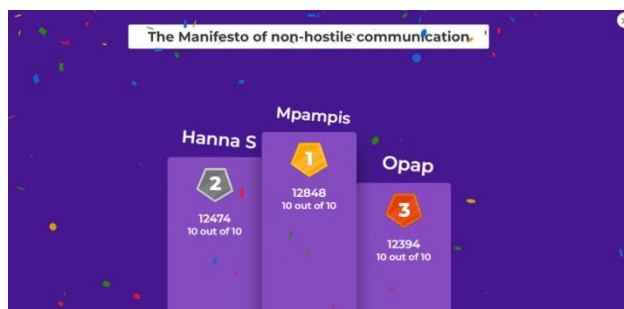 The Manifesto of non-hostile communication
Mpampis
1
12848
10 out of 10
Hanna S
2
12474
10 out of 10
Opap
3
12394
10 out of 10